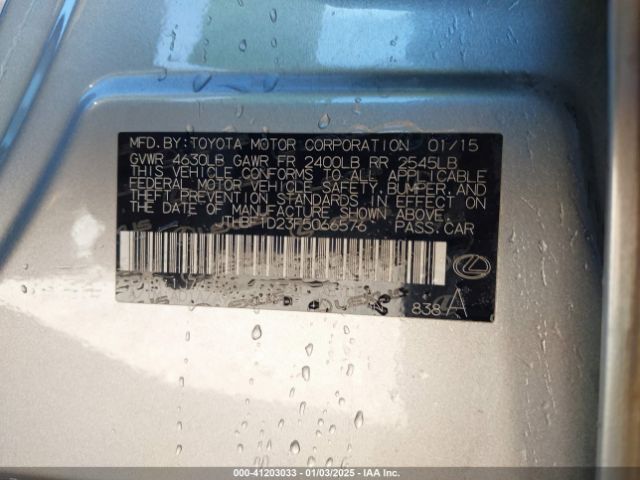 MFD.BY:TOYOTA MOTOR CORPORATION 01/15
GVWR 4630LB GAWR FR 2400LB RR 2545LB
THIS VEHICLE CONFORMS TO ALL APPLICABLE
FEDERAL MOTOR VEHICLE SAFETY, BUMPER, AND
THEFT PREVENTION STANDARDS IN EFFECT ON
THE DATE OF MANUFACTURE SHOWN ABOVE.
PASS.CAR
838 A
000-41203033 — 01/03/2025 — IAA Inc.